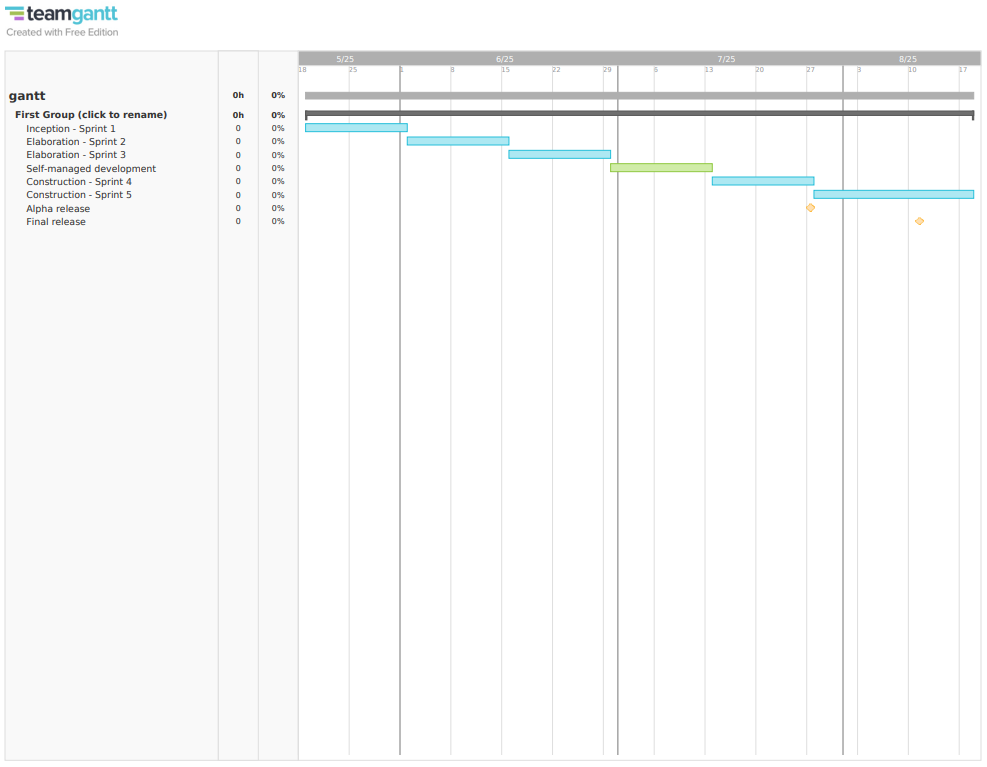 teamgantt
Created with Free Edition
5/25 6/25 7/25 8/25
18 25 1 8 15 22 29 6 13 20 27 3 10 17
gantt 0h 0%
First Group (click to rename) 0h 0%
Inception - Sprint 1 0 0%
Elaboration - Sprint 2 0 0%
Elaboration - Sprint 3 0 0%
Self-managed development 0 0%
Construction - Sprint 4 0 0%
Construction - Sprint 5 0 0%
Alpha release 0 0%
Final release 0 0%